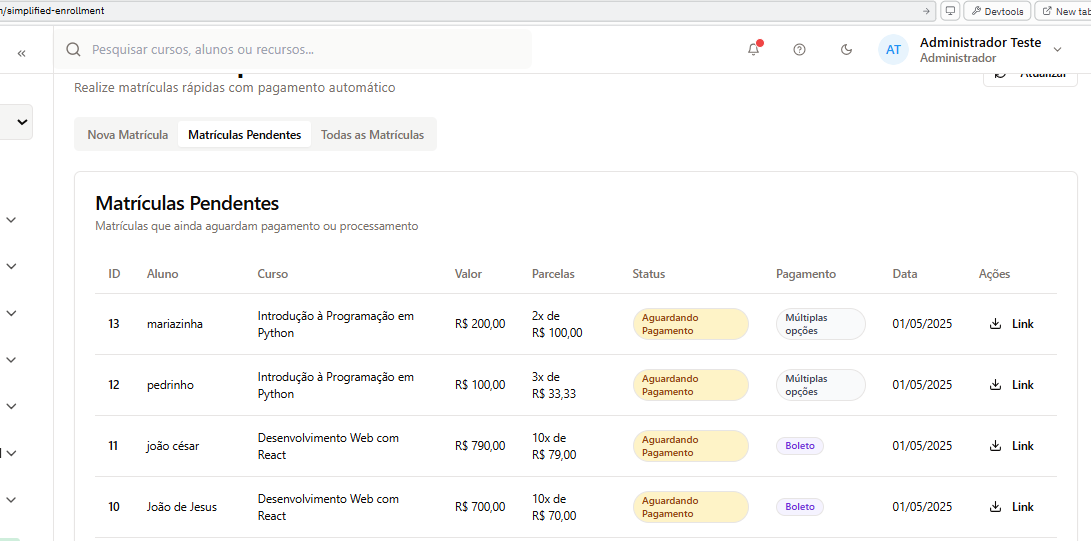 /simplified-enrollment
Devtools
New tab
Pesquisar cursos, alunos ou recursos...
AT
Administrador Teste
Administrador
Atualizar
Realize matrículas rápidas com pagamento automático
Nova Matrícula
Matrículas Pendentes
Todas as Matrículas
Matrículas Pendentes
Matrículas que ainda aguardam pagamento ou processamento
ID Aluno Curso Valor Parcelas Status Pagamento Data Ações
13 mariazinha Introdução à Programação em Python R$ 200,00 2x de R$ 100,00 Aguardando Pagamento Múltiplas opções 01/05/2025 Link
12 pedrinho Introdução à Programação em Python R$ 100,00 3x de R$ 33,33 Aguardando Pagamento Múltiplas opções 01/05/2025 Link
11 joão césar Desenvolvimento Web com React R$ 790,00 10x de R$ 79,00 Aguardando Pagamento Boleto 01/05/2025 Link
10 João de Jesus Desenvolvimento Web com React R$ 700,00 10x de R$ 70,00 Aguardando Pagamento Boleto 01/05/2025 Link